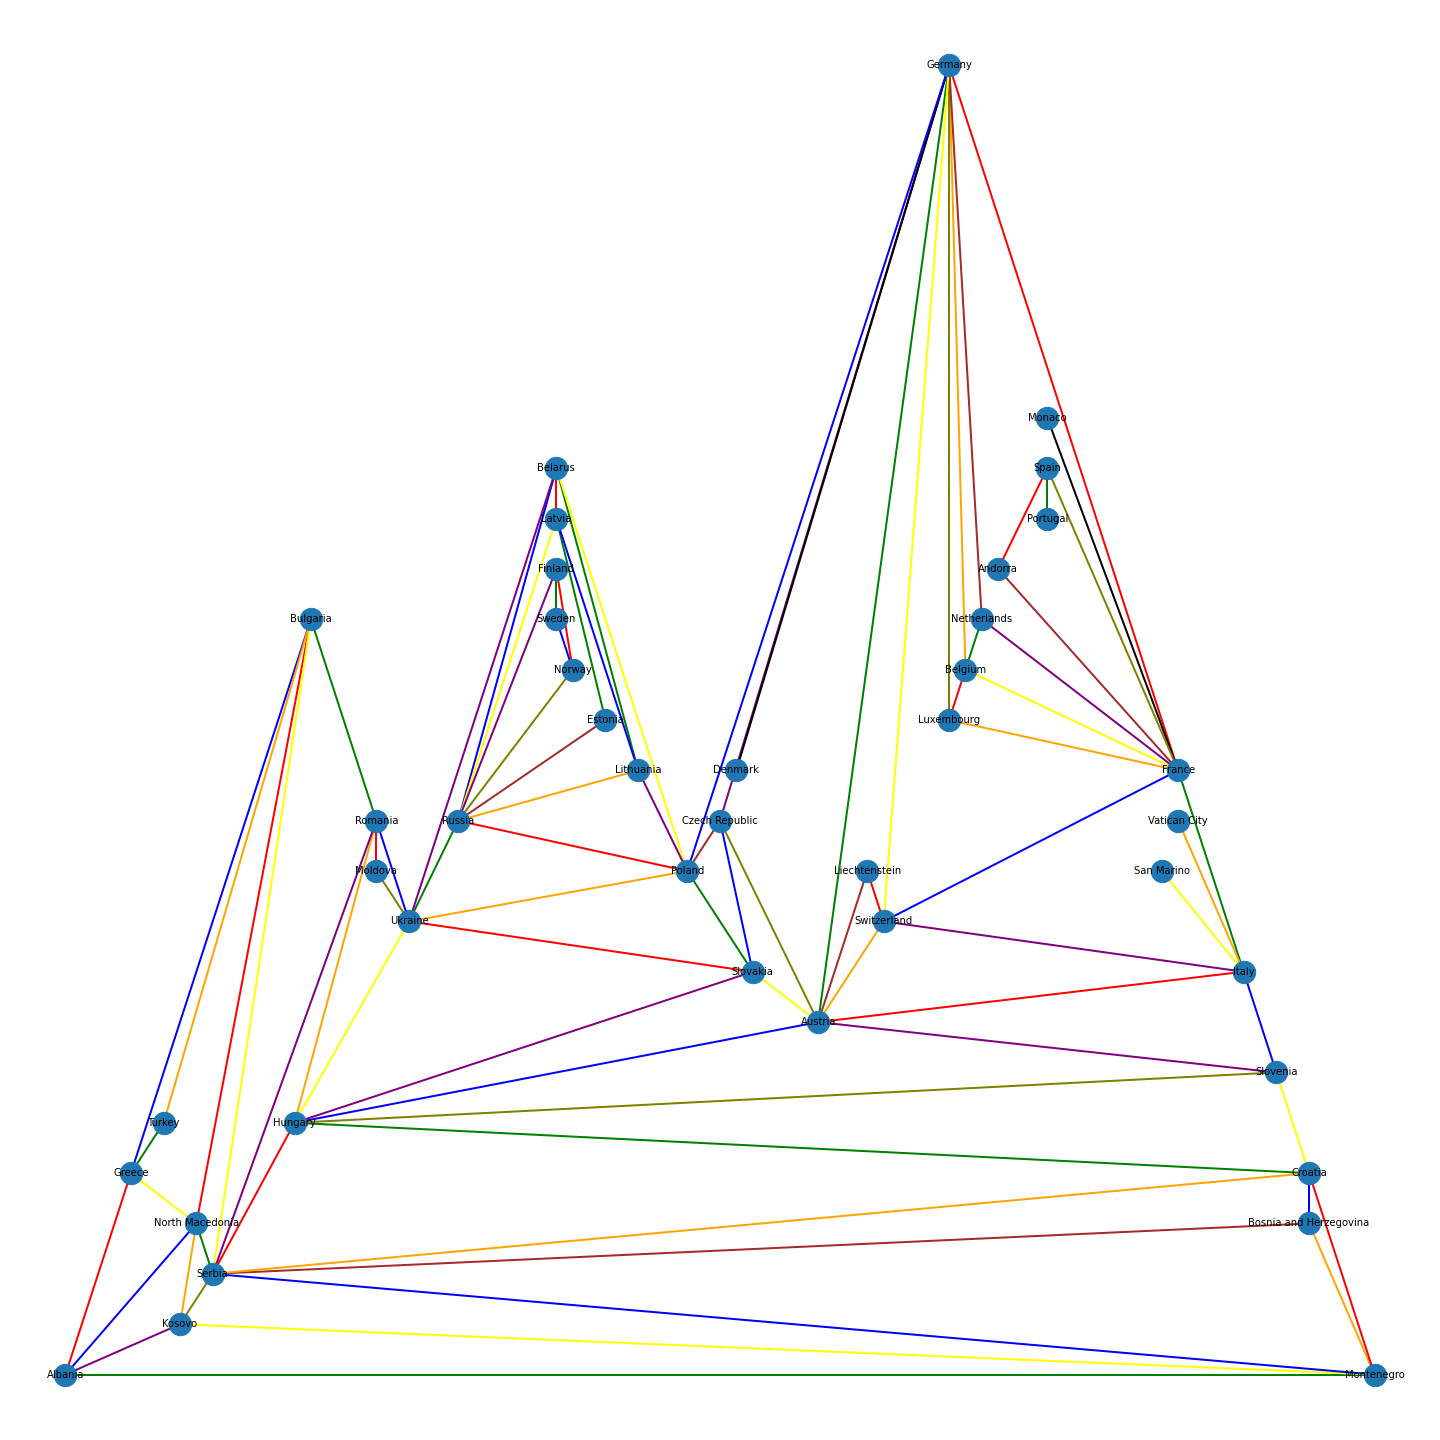 Germany
Monaco
Belarus
Spain
Latvia
Portugal
Finland
Andorra
Bulgaria
Sweden
Netherlands
Norway
Belgium
Estonia
Luxembourg
Lithuania
Denmark
France
Romania
Russia
Czech Republic
Vatican City
Moldova
Poland
Liechtenstein
San Marino
Ukraine
Switzerland
Slovakia
Italy
Austria
Slovenia
Turkey
Hungary
Greece
Croatia
North Macedonia
Bosnia and Herzegovina
Serbia
Kosovo
Albania
Montenegro